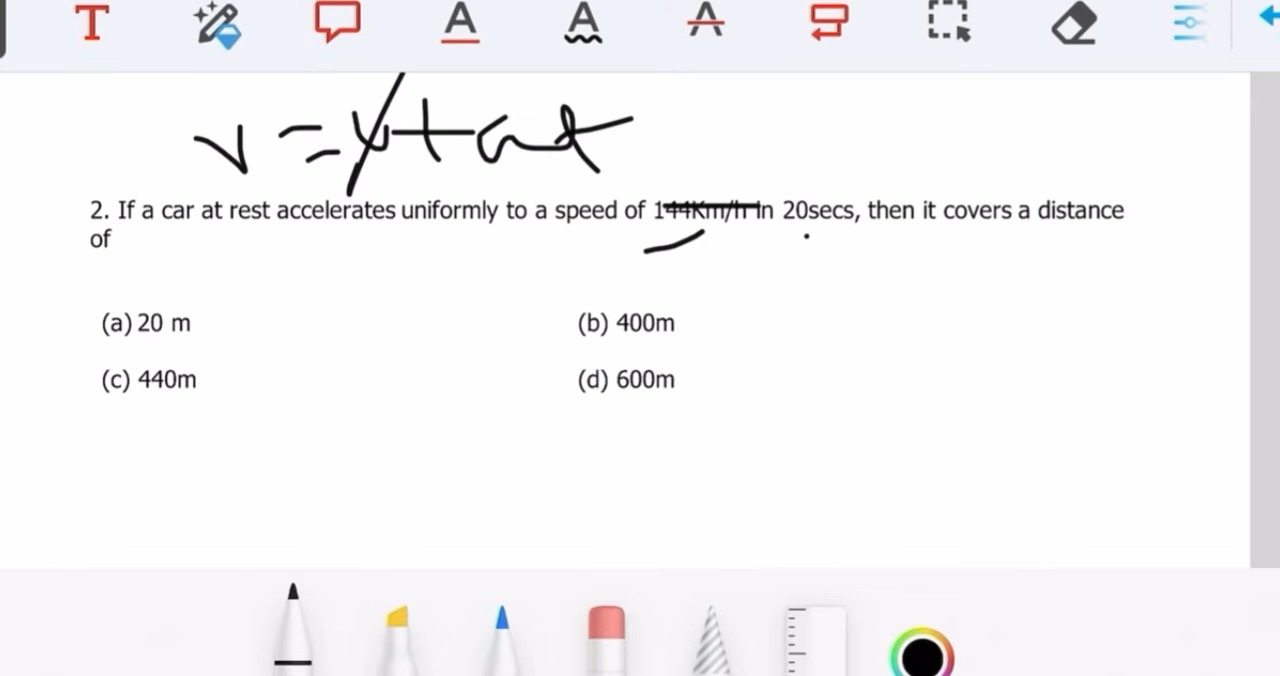 v = u + at
2. If a car at rest accelerates uniformly to a speed of 144Km/h in 20secs, then it covers a distance
of
(a) 20 m
(b) 400m
(c) 440m
(d) 600m